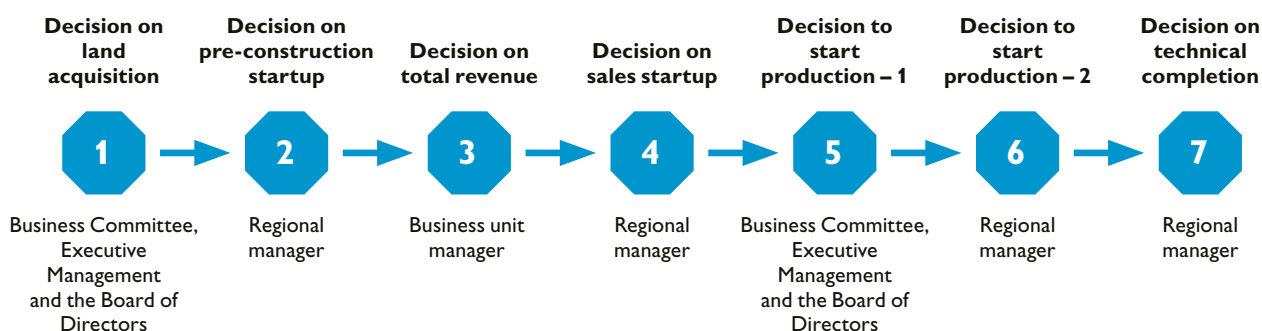 Decision on
land
acquisition
Decision on
pre-construction
startup
Decision on
total revenue
Decision on
sales startup
Decision to
start
production – 1
Decision to
start
production – 2
Decision on
technical
completion
1
2
3
4
5
6
7
Business Committee,
Executive
Management
and the Board of
Directors
Regional
manager
Business unit
manager
Regional
manager
Business Committee,
Executive
Management
and the Board of
Directors
Regional
manager
Regional
manager